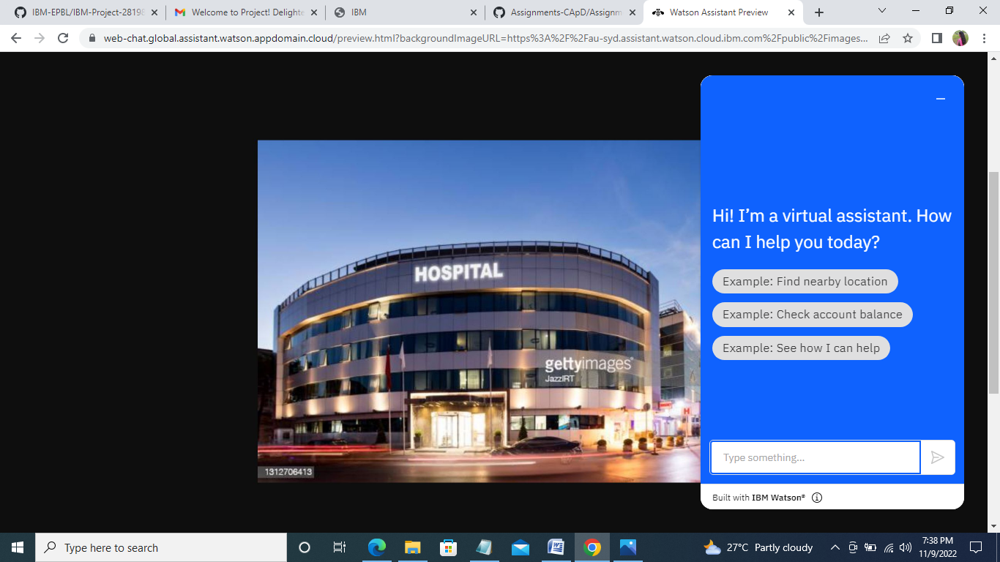 IBM-EPBL/IBM-Project-28198
Welcome to Project! Delighte
IBM
Assignments-CApD/Assignm
Watson Assistant Preview
web-chat.global.assistant.watson.appdomain.cloud/preview.html?backgroundImageURL=https%3A%2F%2Fau-syd.assistant.watson.cloud.ibm.com%2Fpublic%2Fimages...
HOSPITAL
gettyimages®
JazzIRT
H
1312706413
Hi! I'm a virtual assistant. How
can I help you today?
Example: Find nearby location
Example: Check account balance
Example: See how I can help
Type something...
Built with IBM Watson®
Type here to search
27°C Partly cloudy
7:38 PM
11/9/2022